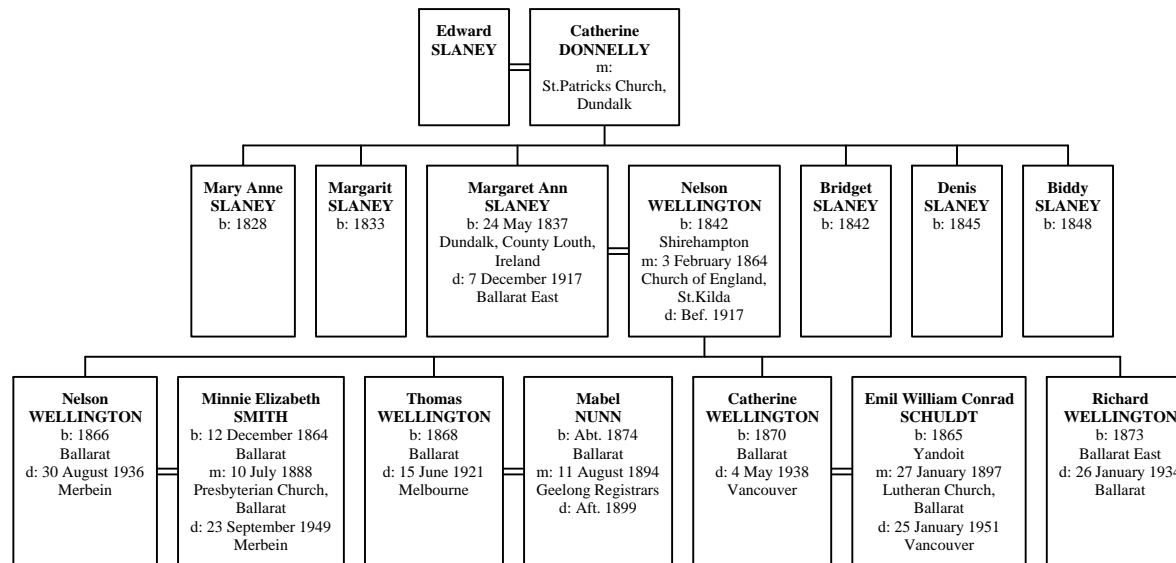 Edward
SLANEY
Catherine
DONNELLY
m:
St.Patricks Church,
Dundalk
Mary Anne
SLANEY
b: 1828
Margarit
SLANEY
b: 1833
Margaret Ann
SLANEY
b: 24 May 1837
Dundalk, County Louth,
Ireland
d: 7 December 1917
Ballarat East
Nelson
WELLINGTON
b: 1842
Shirehampton
m: 3 February 1864
Church of England,
St.Kilda
d: Bef. 1917
Bridget
SLANEY
b: 1842
Denis
SLANEY
b: 1845
Biddy
SLANEY
b: 1848
Nelson
WELLINGTON
b: 1866
Ballarat
d: 30 August 1936
Merbein
Minnie Elizabeth
SMITH
b: 12 December 1864
Ballarat
m: 10 July 1888
Presbyterian Church,
Ballarat
d: 23 September 1949
Merbein
Thomas
WELLINGTON
b: 1868
Ballarat
d: 15 June 1921
Melbourne
Mabel
NUNN
b: Abt. 1874
Ballarat
m: 11 August 1894
Geelong Registrars
d: Aft. 1899
Catherine
WELLINGTON
b: 1870
Ballarat
d: 4 May 1938
Vancouver
Emil William Conrad
SCHULDT
b: 1865
Yandoit
m: 27 January 1897
Lutheran Church,
Ballarat
d: 25 January 1951
Vancouver
Richard
WELLINGTON
b: 1873
Ballarat East
d: 26 January 1934
Ballarat